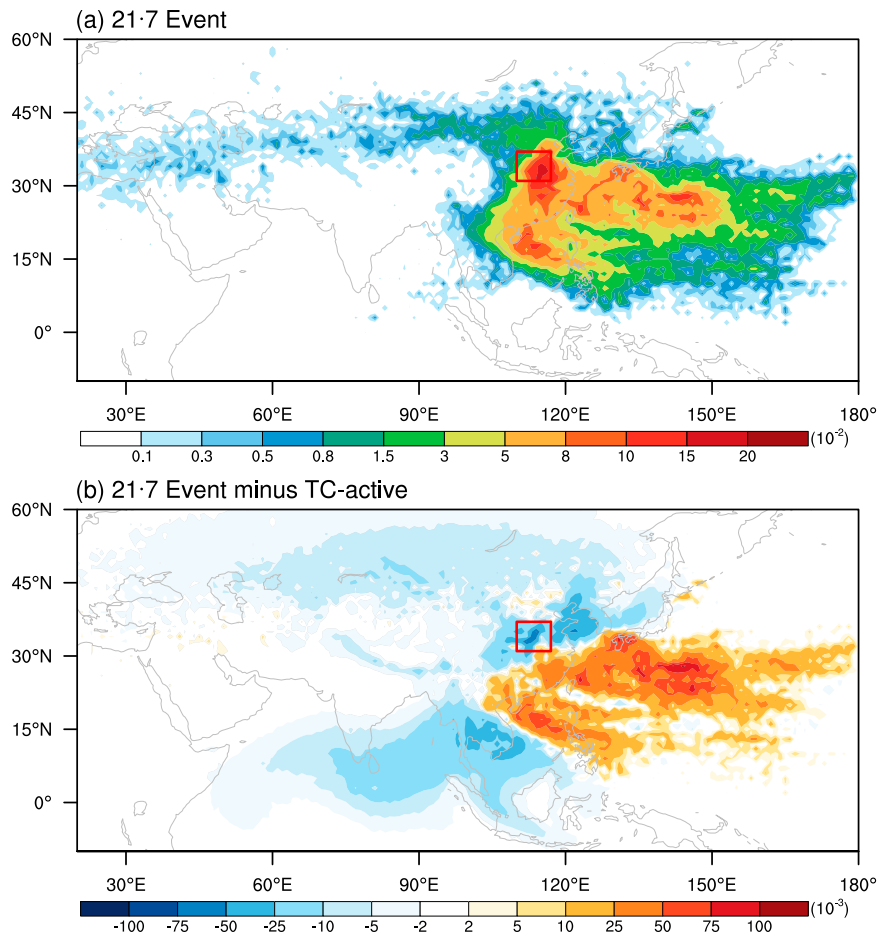 (a) 21·7 Event
60°N
45°N
30°N
15°N
0°
30°E 60°E 90°E 120°E 150°E 180°
0.1 0.3 0.5 0.8 1.5 3 5 8 10 15 20 (10⁻²)
(b) 21·7 Event minus TC-active
60°N
45°N
30°N
15°N
0°
30°E 60°E 90°E 120°E 150°E 180°
-100 -75 -50 -25 -10 -5 -2 2 5 10 25 50 75 100 (10⁻³)